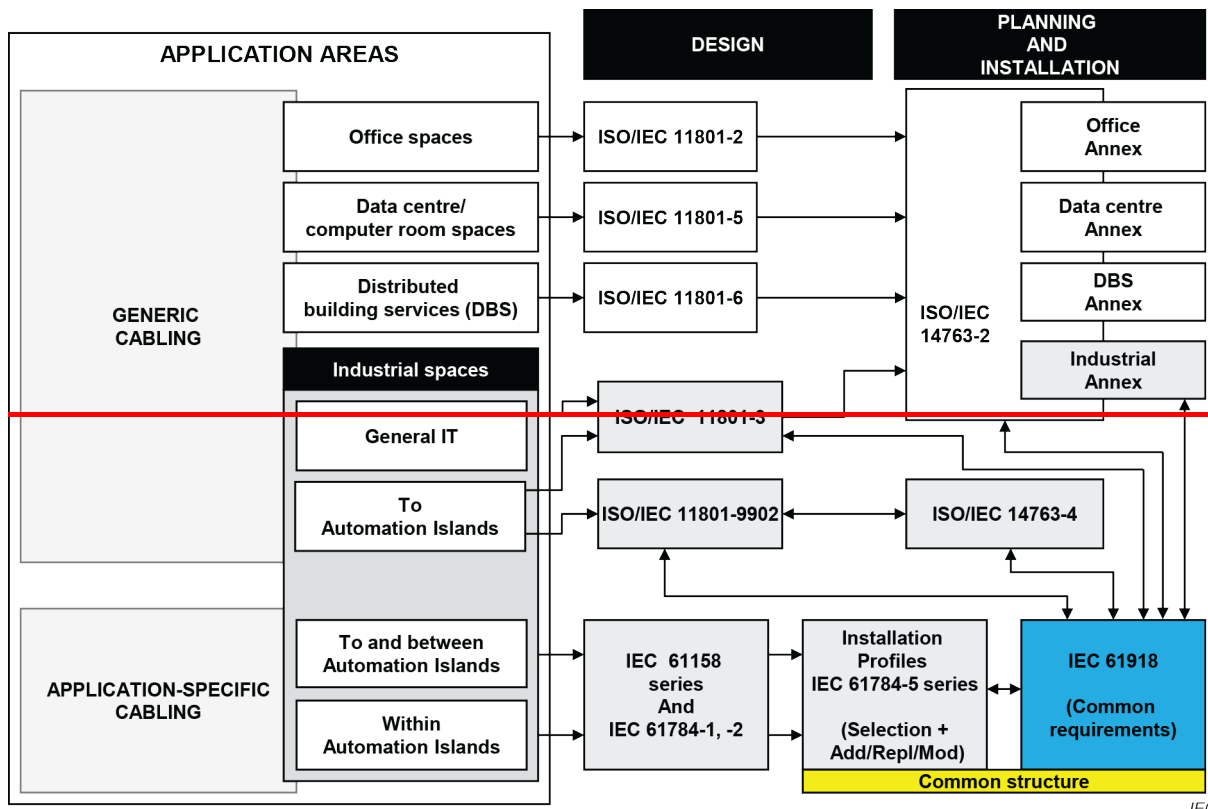 APPLICATION AREAS
DESIGN
PLANNING
AND
INSTALLATION
GENERIC
CABLING
Office spaces
ISO/IEC 11801-2
Office
Annex
Data centre/
computer room spaces
ISO/IEC 11801-5
Data centre
Annex
Distributed
building services (DBS)
ISO/IEC 11801-6
DBS
Annex
ISO/IEC
14763-2
Industrial spaces
Industrial
Annex
General IT
ISO/IEC 11801-3
To
Automation Islands
ISO/IEC 11801-9902
ISO/IEC 14763-4
APPLICATION-SPECIFIC
CABLING
To and between
Automation Islands
Within
Automation Islands
IEC 61158
series
And
IEC 61784-1, -2
Installation
Profiles
IEC 61784-5 series
(Selection +
Add/Repl/Mod)
IEC 61918
(Common
requirements)
Common structure